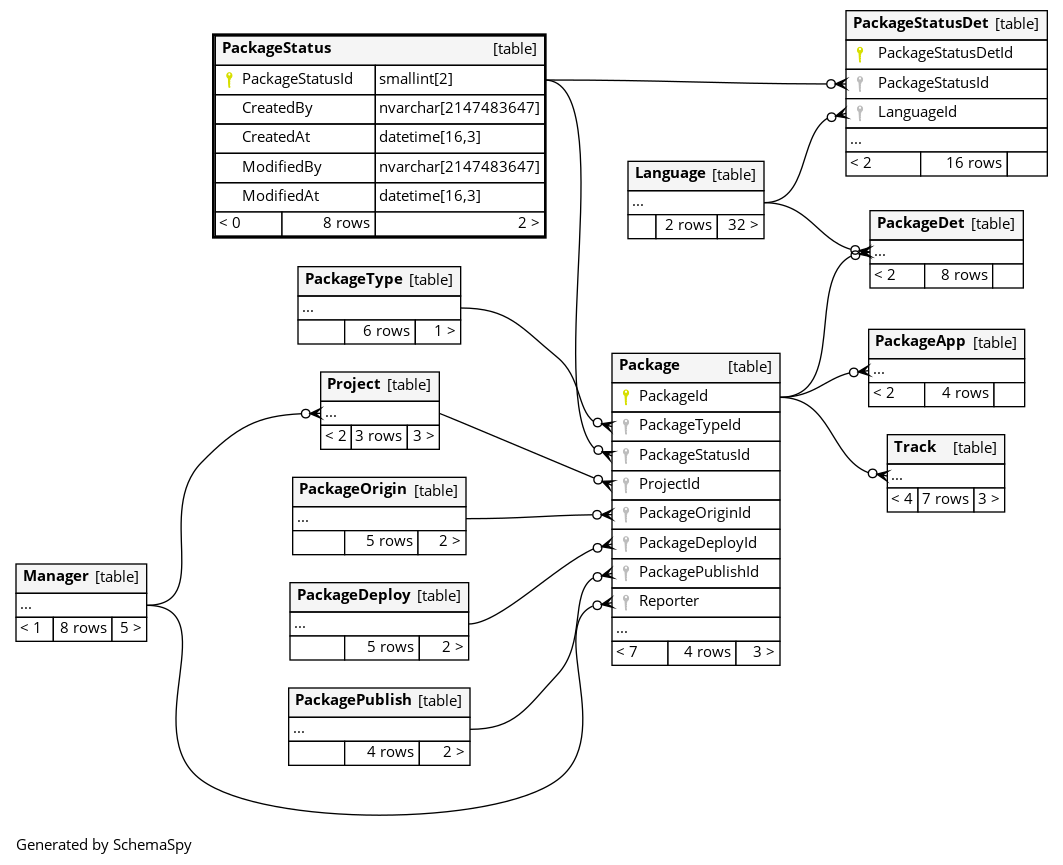 PackageStatus [table]
PackageStatusId smallint[2]
CreatedBy nvarchar[2147483647]
CreatedAt datetime[16,3]
ModifiedBy nvarchar[2147483647]
ModifiedAt datetime[16,3]
< 0 8 rows 2 >
PackageStatusDet [table]
PackageStatusDetId
PackageStatusId
LanguageId
...
< 2 16 rows
Language [table]
...
2 rows 32 >
PackageDet [table]
...
< 2 8 rows
PackageType [table]
...
6 rows 1 >
PackageApp [table]
...
< 2 4 rows
Project [table]
...
< 2 3 rows 3 >
Package [table]
PackageId
PackageTypeId
PackageStatusId
ProjectId
PackageOriginId
PackageDeployId
PackagePublishId
Reporter
...
< 7 4 rows 3 >
Track [table]
...
< 4 7 rows 3 >
PackageOrigin [table]
...
5 rows 2 >
Manager [table]
...
< 1 8 rows 5 >
PackageDeploy [table]
...
5 rows 2 >
PackagePublish [table]
...
4 rows 2 >
Generated by SchemaSpy